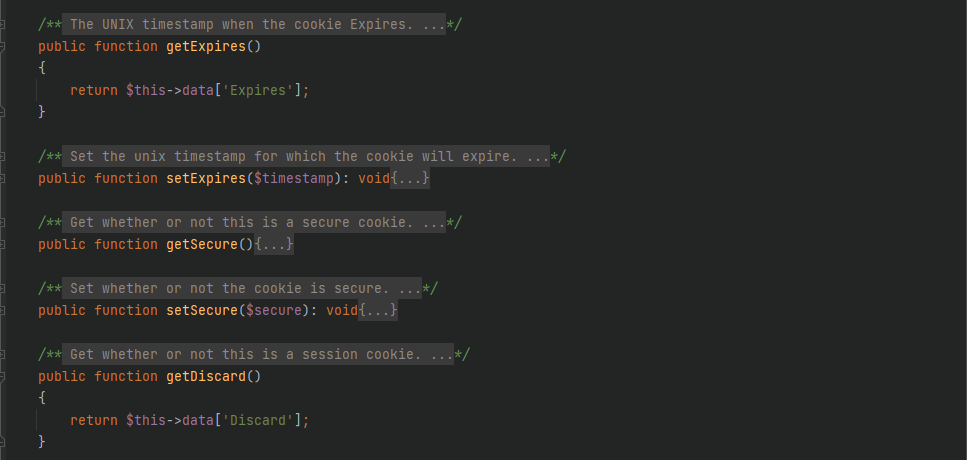 /** The UNIX timestamp when the cookie Expires. ...*/
public function getExpires()
{
    return $this->data['Expires'];
}
/** Set the unix timestamp for which the cookie will expire. ...*/
public function setExpires($timestamp): void{...}
/** Get whether or not this is a secure cookie. ...*/
public function getSecure(){...}
/** Set whether or not the cookie is secure. ...*/
public function setSecure($secure): void{...}
/** Get whether or not this is a session cookie. ...*/
public function getDiscard()
{
    return $this->data['Discard'];
}